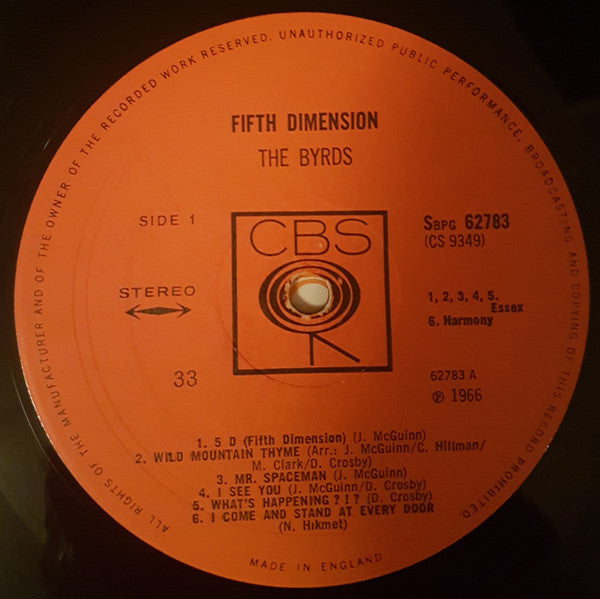 ALL RIGHTS OF THE MANUFACTURER AND OF THE OWNER OF THE RECORDED WORK RESERVED. UNAUTHORIZED PUBLIC PERFORMANCE, BROADCASTING AND COPYING OF THIS RECORD PROHIBITED.
FIFTH DIMENSION
THE BYRDS
SIDE 1
CBS
SBPG 62783
(CS 9349)
STEREO
1, 2, 3, 4, 5.
Essex
6. Harmony
33
62783 A
℗ 1966
1. 5 D (Fifth Dimension) (J. McGuinn)
2. WILD MOUNTAIN THYME (Arr.: J. McGuinn/C. Hillman/
M. Clark/D. Crosby)
3. MR. SPACEMAN (J. McGuinn)
4. I SEE YOU (J. McGuinn/D. Crosby)
5. WHAT'S HAPPENING ? ! ? (D. Crosby)
6. I COME AND STAND AT EVERY DOOR
(N. Hikmet)
MADE IN ENGLAND